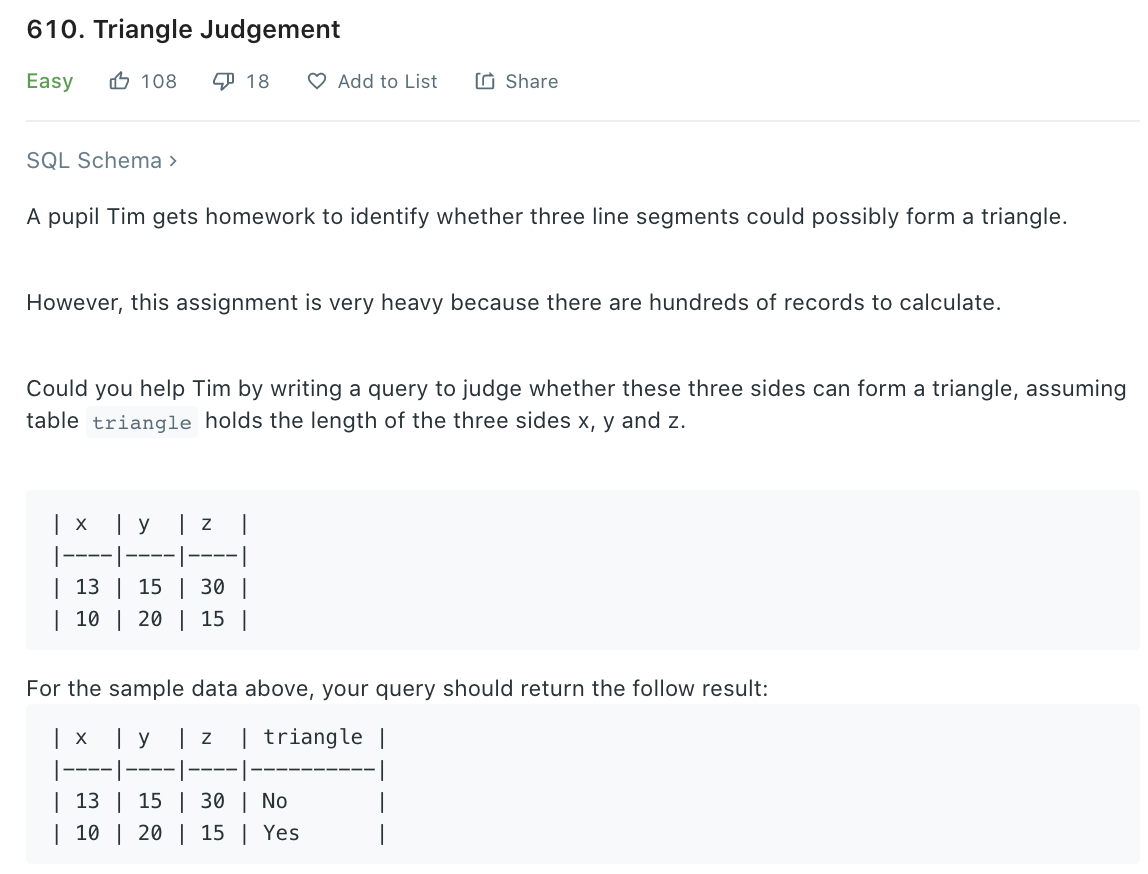 610. Triangle Judgement
Easy 108 18 Add to List Share
SQL Schema >
A pupil Tim gets homework to identify whether three line segments could possibly form a triangle.
However, this assignment is very heavy because there are hundreds of records to calculate.
Could you help Tim by writing a query to judge whether these three sides can form a triangle, assuming
table triangle holds the length of the three sides x, y and z.
| x  | y  | z  |
|----|----|----|
| 13 | 15 | 30 |
| 10 | 20 | 15 |
For the sample data above, your query should return the follow result:
| x  | y  | z  | triangle |
|----|----|----|----------|
| 13 | 15 | 30 | No       |
| 10 | 20 | 15 | Yes      |